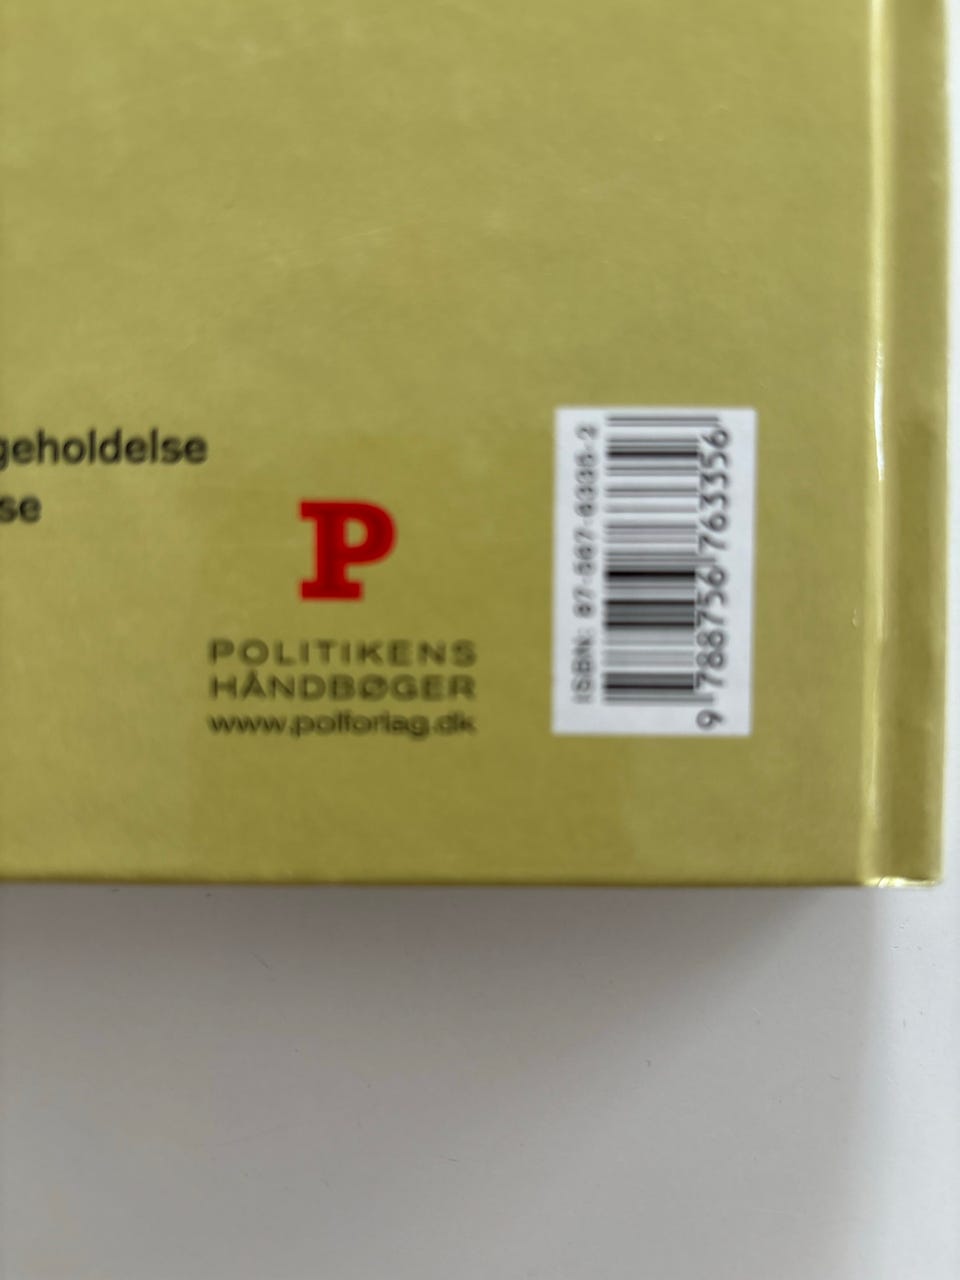 geholdelse
se
P
POLITIKENS
HÅNDBØGER
www.polforlag.dk
ISBN: 87-567-6335-2
9 788756 763356